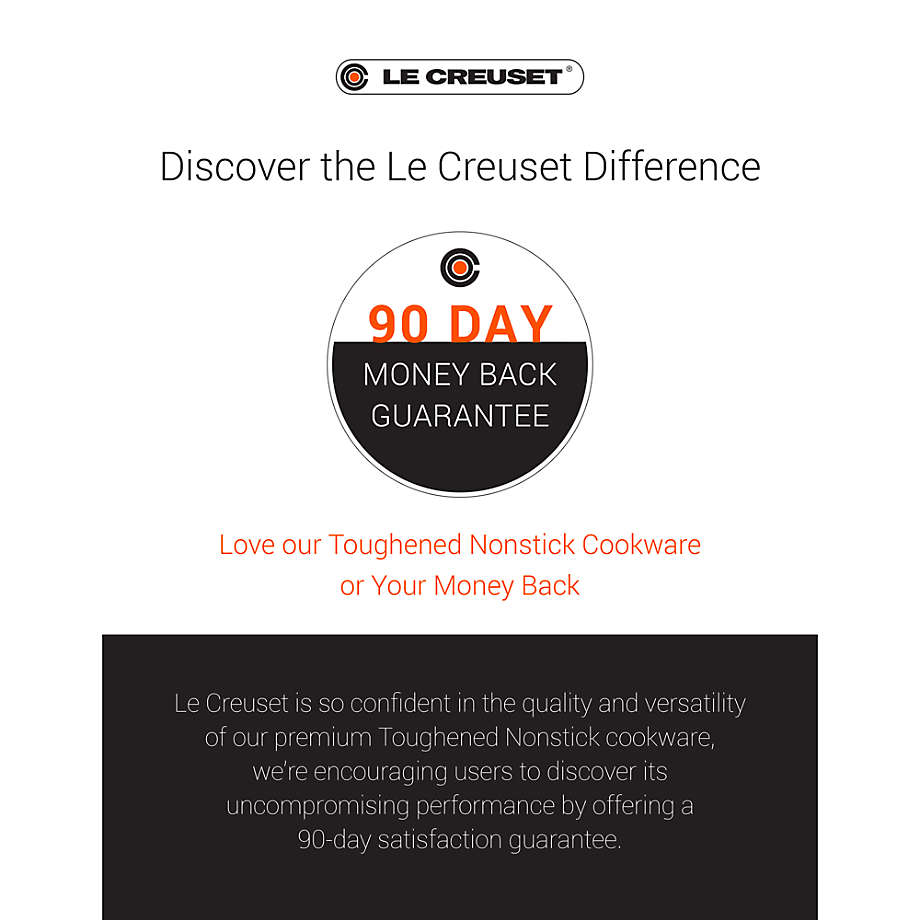 LE CREUSET®
Discover the Le Creuset Difference
90 DAY
MONEY BACK
GUARANTEE
Love our Toughened Nonstick Cookware
or Your Money Back
Le Creuset is so confident in the quality and versatility
of our premium Toughened Nonstick cookware,
we’re encouraging users to discover its
uncompromising performance by offering a
90-day satisfaction guarantee.